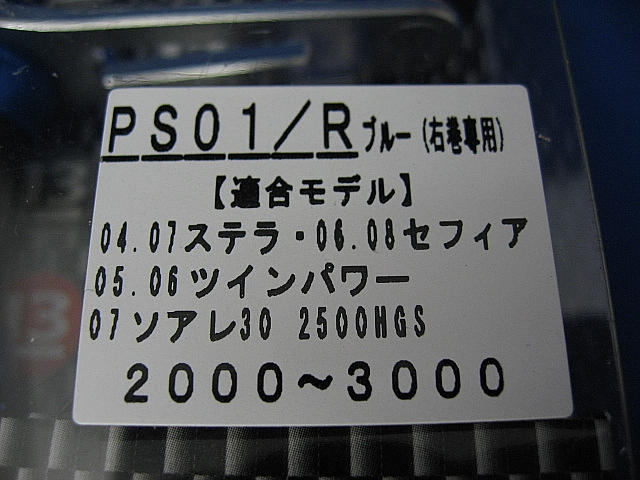 PS01/R ブルー(右巻専用)
【適合モデル】
04.07ステラ・06.08セフィア
05.06ツインパワー
07ソアレ30 2500HGS
2000〜3000